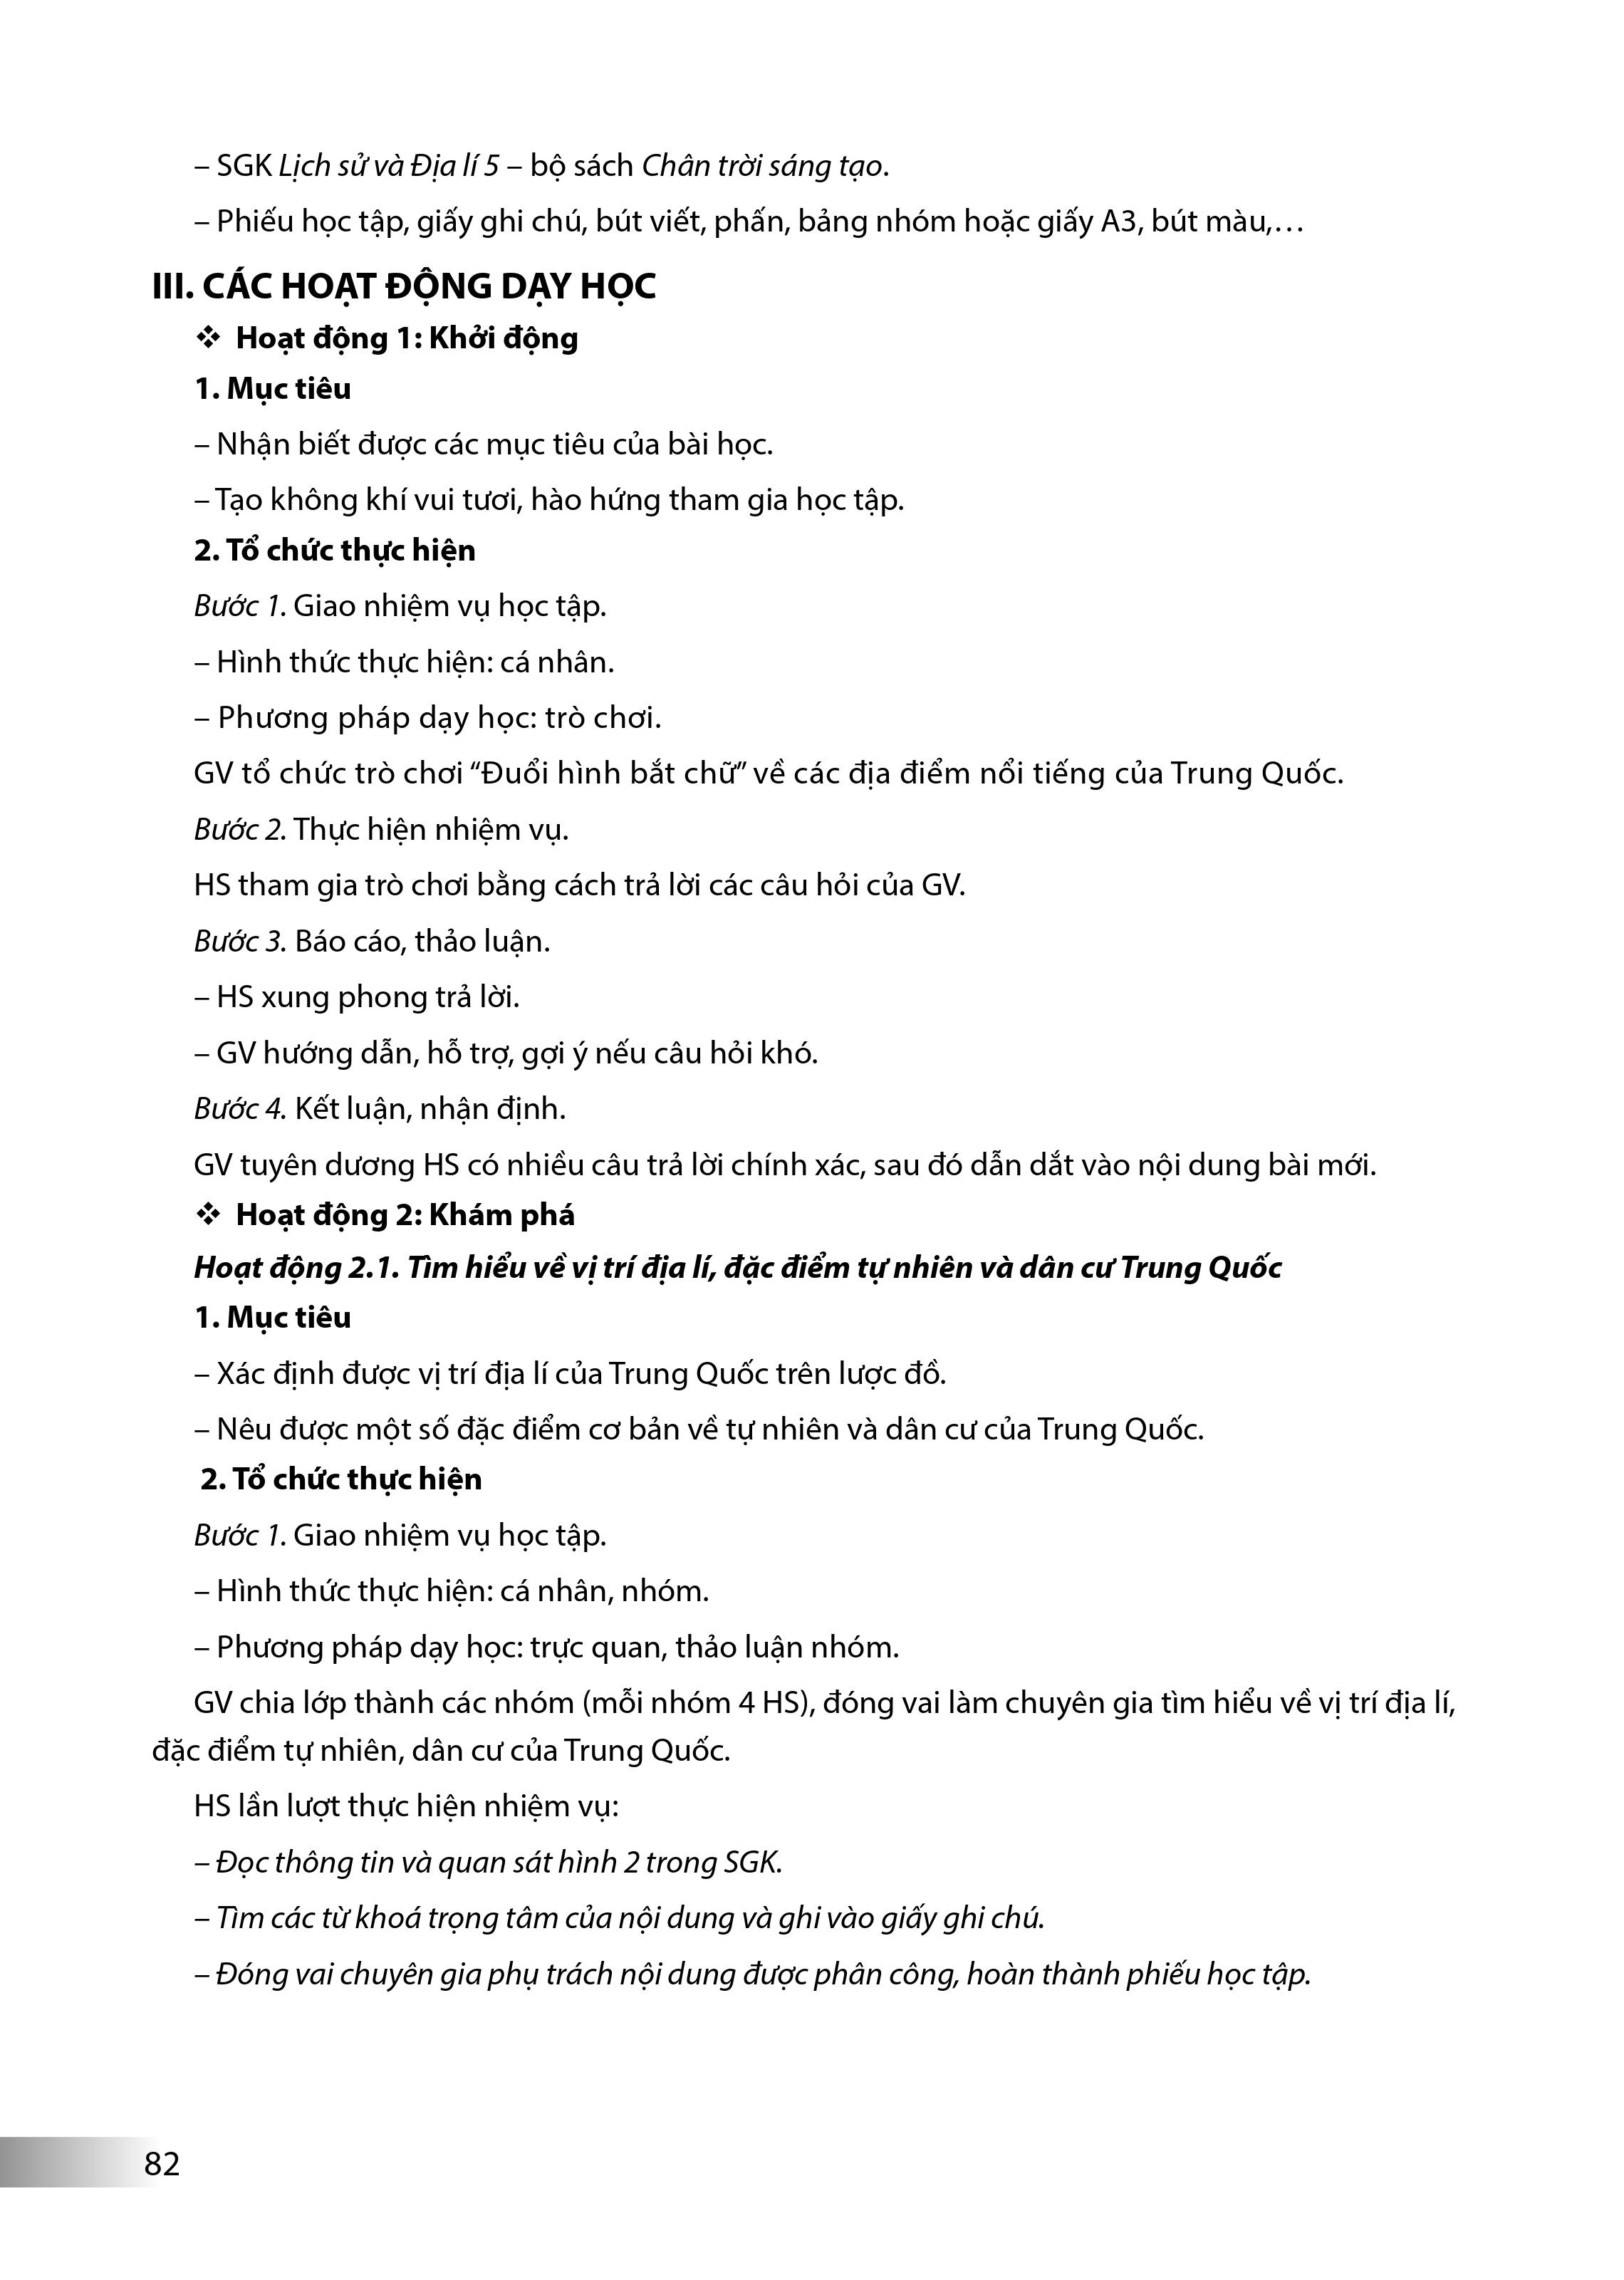 – SGK Lịch sử và Địa lí 5 – bộ sách Chân trời sáng tạo.
– Phiếu học tập, giấy ghi chú, bút viết, phấn, bảng nhóm hoặc giấy A3, bút màu,…
III. CÁC HOẠT ĐỘNG DẠY HỌC
❖ Hoạt động 1: Khởi động
1. Mục tiêu
– Nhận biết được các mục tiêu của bài học.
– Tạo không khí vui tươi, hào hứng tham gia học tập.
2. Tổ chức thực hiện
Bước 1. Giao nhiệm vụ học tập.
– Hình thức thực hiện: cá nhân.
– Phương pháp dạy học: trò chơi.
GV tổ chức trò chơi “Đuổi hình bắt chữ” về các địa điểm nổi tiếng của Trung Quốc.
Bước 2. Thực hiện nhiệm vụ.
HS tham gia trò chơi bằng cách trả lời các câu hỏi của GV.
Bước 3. Báo cáo, thảo luận.
– HS xung phong trả lời.
– GV hướng dẫn, hỗ trợ, gợi ý nếu câu hỏi khó.
Bước 4. Kết luận, nhận định.
GV tuyên dương HS có nhiều câu trả lời chính xác, sau đó dẫn dắt vào nội dung bài mới.
❖ Hoạt động 2: Khám phá
Hoạt động 2.1. Tìm hiểu về vị trí địa lí, đặc điểm tự nhiên và dân cư Trung Quốc
1. Mục tiêu
– Xác định được vị trí địa lí của Trung Quốc trên lược đồ.
– Nêu được một số đặc điểm cơ bản về tự nhiên và dân cư của Trung Quốc.
2. Tổ chức thực hiện
Bước 1. Giao nhiệm vụ học tập.
– Hình thức thực hiện: cá nhân, nhóm.
– Phương pháp dạy học: trực quan, thảo luận nhóm.
GV chia lớp thành các nhóm (mỗi nhóm 4 HS), đóng vai làm chuyên gia tìm hiểu về vị trí địa lí,
đặc điểm tự nhiên, dân cư của Trung Quốc.
HS lần lượt thực hiện nhiệm vụ:
– Đọc thông tin và quan sát hình 2 trong SGK.
– Tìm các từ khoá trọng tâm của nội dung và ghi vào giấy ghi chú.
– Đóng vai chuyên gia phụ trách nội dung được phân công, hoàn thành phiếu học tập.
82